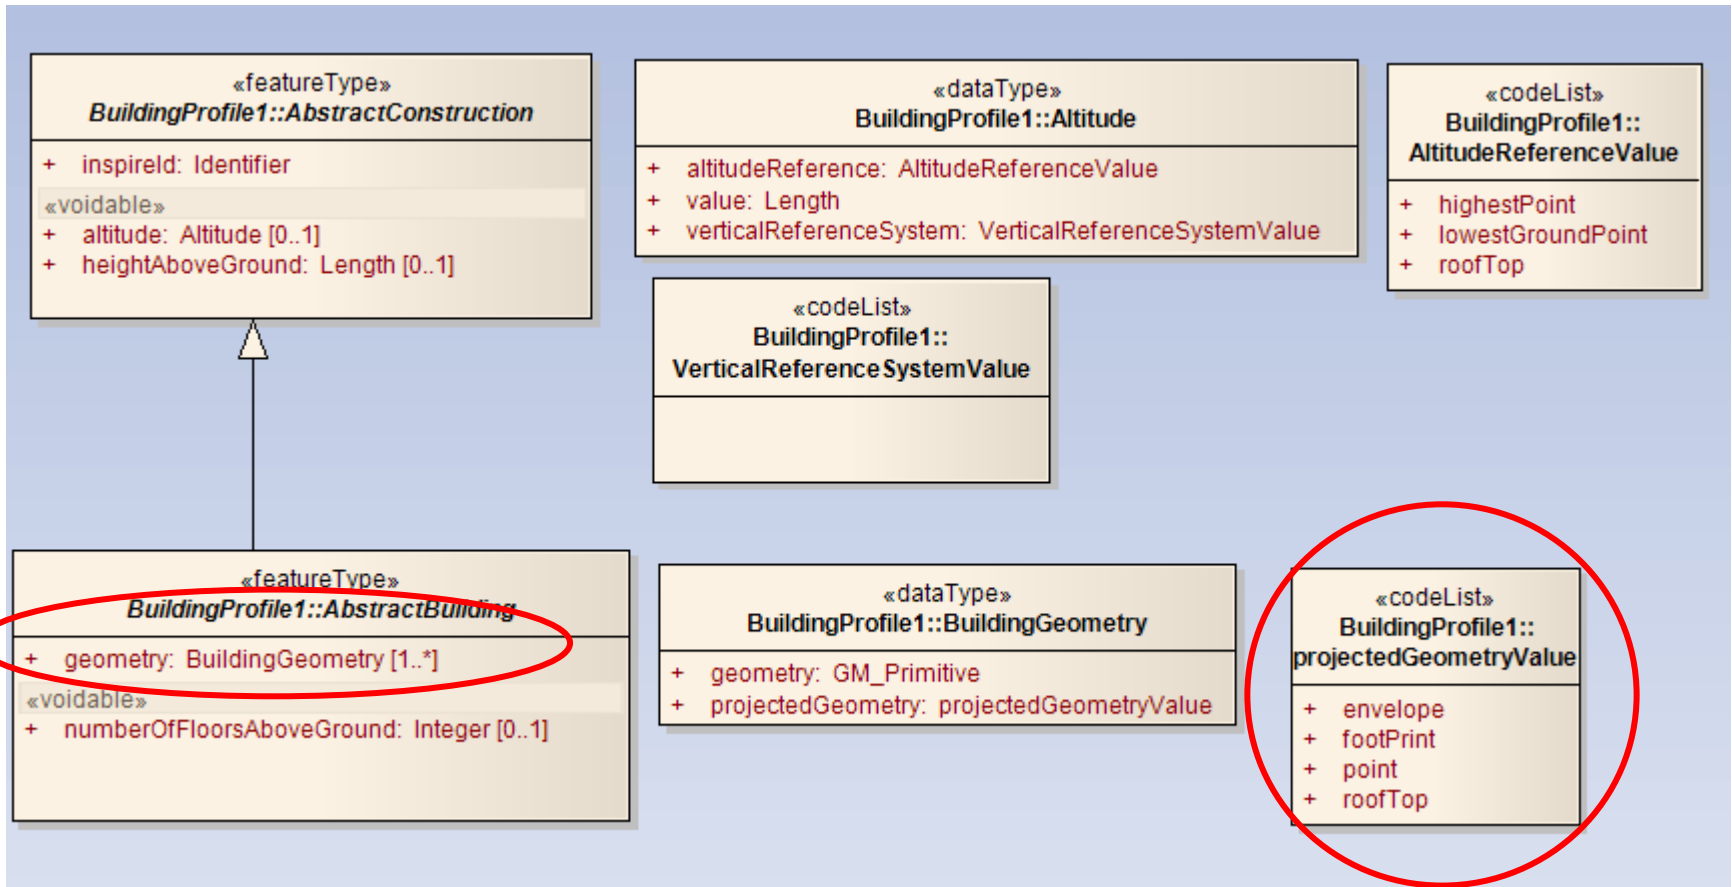 «featureType»
BuildingProfile1::AbstractConstruction
+ inspireId: Identifier
«voidable»
+ altitude: Altitude [0..1]
+ heightAboveGround: Length [0..1]
«dataType»
BuildingProfile1::Altitude
+ altitudeReference: AltitudeReferenceValue
+ value: Length
+ verticalReferenceSystem: VerticalReferenceSystemValue
«codeList»
BuildingProfile1::
AltitudeReferenceValue
+ highestPoint
+ lowestGroundPoint
+ roofTop
«codeList»
BuildingProfile1::
VerticalReferenceSystemValue
«featureType»
BuildingProfile1::AbstractBuilding
+ geometry: BuildingGeometry [1..*]
«voidable»
+ numberOfFloorsAboveGround: Integer [0..1]
«dataType»
BuildingProfile1::BuildingGeometry
+ geometry: GM_Primitive
+ projectedGeometry: projectedGeometryValue
«codeList»
BuildingProfile1::
projectedGeometryValue
+ envelope
+ footPrint
+ point
+ roofTop